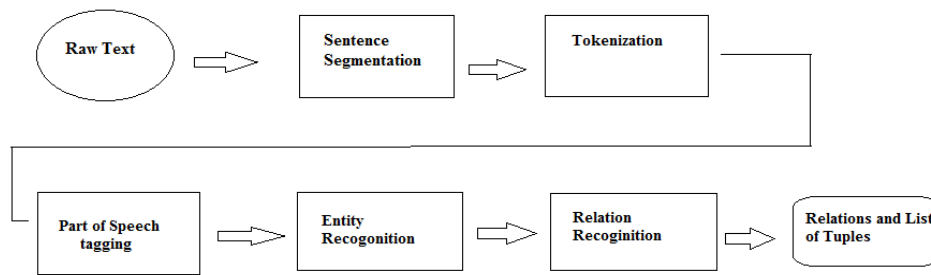 Raw Text
Sentence
Segmentation
Tokenization
Part of Speech
tagging
Entity
Recogonition
Relation
Recoginition
Relations and List
of Tuples